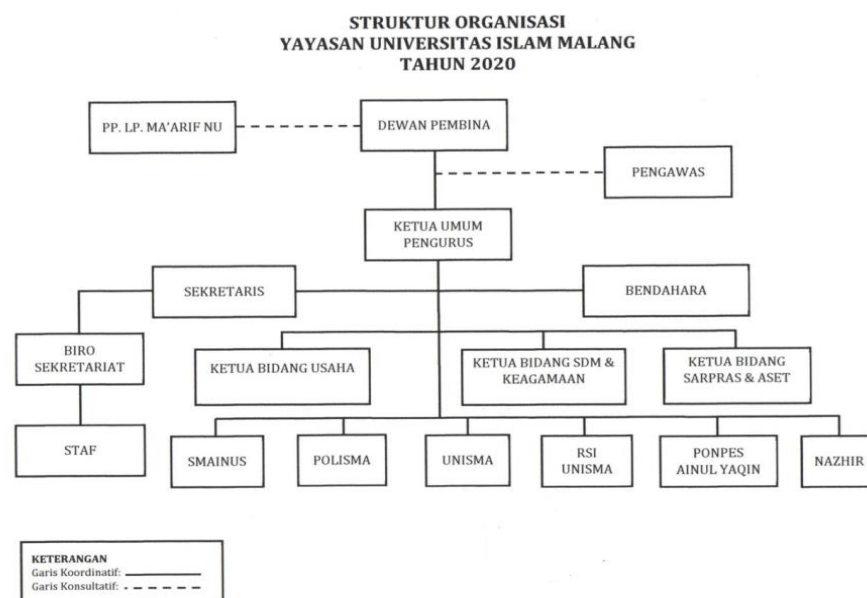 STRUKTUR ORGANISASI
YAYASAN UNIVERSITAS ISLAM MALANG
TAHUN 2020
PP. LP. MA'ARIF NU
DEWAN PEMBINA
PENGAWAS
KETUA UMUM
PENGURUS
SEKRETARIS
BENDAHARA
BIRO
SEKRETARIAT
KETUA BIDANG USAHA
KETUA BIDANG SDM &
KEAGAMAAN
KETUA BIDANG
SARPRAS & ASET
STAF
SMAINUS
POLISMA
UNISMA
RSI
UNISMA
PONPES
AINUL YAQIN
NAZHIR
KETERANGAN
Garis Koordinatif:
Garis Konsultatif: